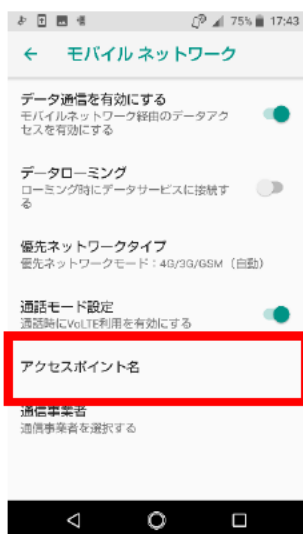 75% 17:43
モバイル ネットワーク
データ通信を有効にする
モバイルネットワーク経由のデータアク
セスを有効にする
データローミング
ローミング時にデータサービスに接続す
る
優先ネットワークタイプ
優先ネットワークモード：4G/3G/GSM（自動）
通話モード設定
通話時にVoLTE利用を有効にする
アクセスポイント名
通信事業者
通信事業者を選択する